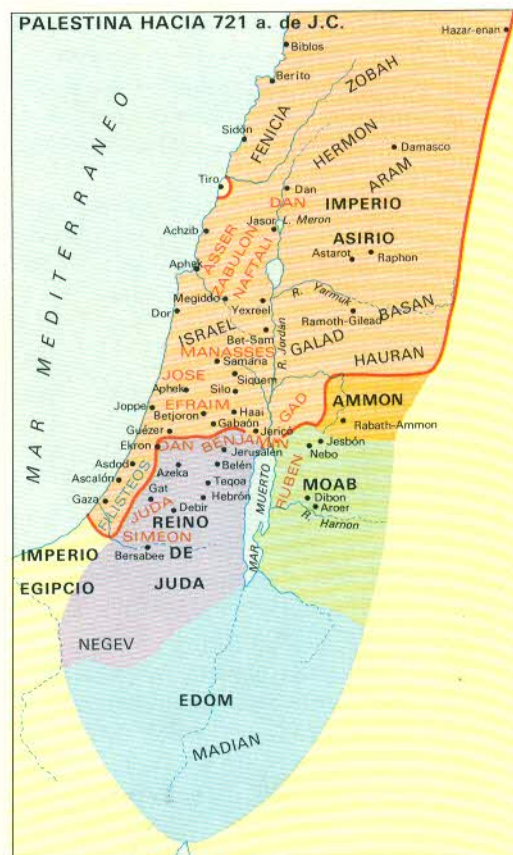 PALESTINA HACIA 721 a. de J.C.
Hazar-enan
Biblos
Berito
ZOBAH
MAR MEDITERRANEO
FENICIA
Sidón
HERMON
Damasco
ARAM
Tiro
Dan
DAN
IMPERIO
ASIRIO
Jasor
L. Meron
Achzib
ASSER
ZABULON
NAFTALI
Astarot
Raphon
Aphek
Megiddo
Yexreel
R. Yarmuk
BASAN
Dor
Ramoth-Gilead
ISRAEL
Bet-Sam
R. Jordán
GALAD
HAURAN
MANASSES
Samaria
JOSE
Siquem
Aphek
Silo
EFRAIM
GAD
AMMON
Joppe
Betjoron
Haai
Gabaón
Rabath-Ammon
Guézer
Jericó
Ekron
DAN
BENJAMIN
Jesbón
Nebo
Jerusalén
Asdod
Azeka
Belén
RUBEN
MOAB
Ascalón
FILISTEOS
Teqoa
Gat
Hebrón
Dibon
Gaza
JUDA
Debir
Aroer
R. Harnon
MAR MUERTO
REINO
SIMEON
DE
Bersabee
JUDA
IMPERIO
EGIPCIO
NEGEV
EDOM
MADIAN